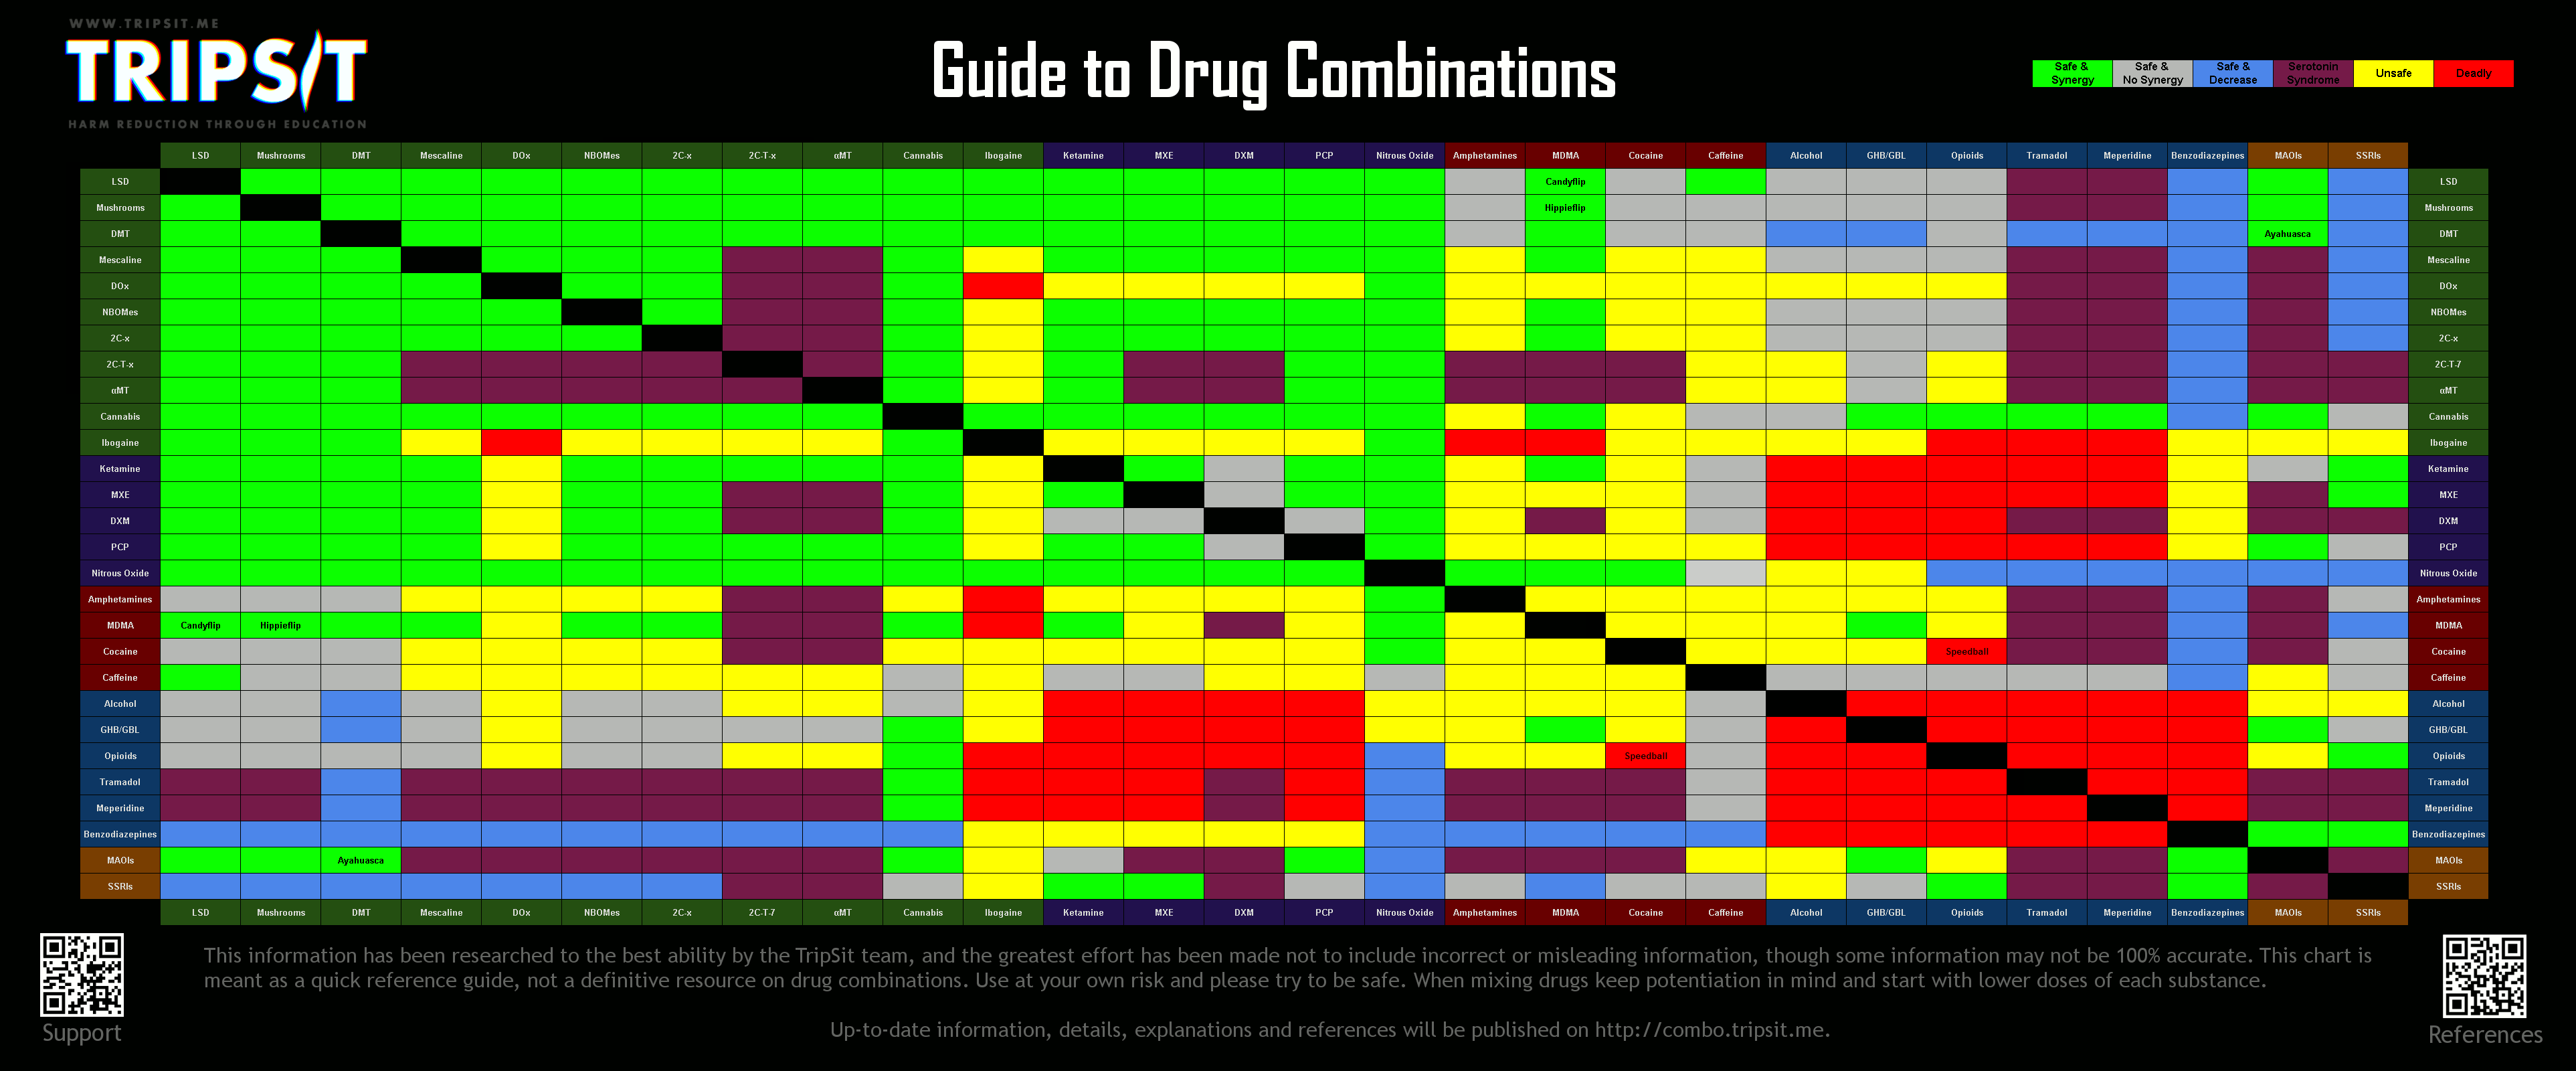 WWW.TRIPSIT.ME
TRIPSIT
HARM REDUCTION THROUGH EDUCATION
Guide to Drug Combinations
Safe & Synergy Safe & No Synergy Safe & Decrease Serotonin Syndrome Unsafe Deadly
LSD Mushrooms DMT Mescaline DOx NBOMes 2C-x 2C-T-x αMT Cannabis Ibogaine Ketamine MXE DXM PCP Nitrous Oxide Amphetamines MDMA Cocaine Caffeine Alcohol GHB/GBL Opioids Tramadol Meperidine Benzodiazepines MAOIs SSRIs
LSD Candyflip LSD
Mushrooms Hippieflip Mushrooms
DMT Ayahuasca DMT
Mescaline Mescaline
DOx DOx
NBOMes NBOMes
2C-x 2C-x
2C-T-x 2C-T-7
αMT αMT
Cannabis Cannabis
Ibogaine Ibogaine
Ketamine Ketamine
MXE MXE
DXM DXM
PCP PCP
Nitrous Oxide Nitrous Oxide
Amphetamines Amphetamines
MDMA Candyflip Hippieflip MDMA
Cocaine Speedball Cocaine
Caffeine Caffeine
Alcohol Alcohol
GHB/GBL GHB/GBL
Opioids Speedball Opioids
Tramadol Tramadol
Meperidine Meperidine
Benzodiazepines Benzodiazepines
MAOIs Ayahuasca MAOIs
SSRIs SSRIs
LSD Mushrooms DMT Mescaline DOx NBOMes 2C-x 2C-T-7 αMT Cannabis Ibogaine Ketamine MXE DXM PCP Nitrous Oxide Amphetamines MDMA Cocaine Caffeine Alcohol GHB/GBL Opioids Tramadol Meperidine Benzodiazepines MAOIs SSRIs
This information has been researched to the best ability by the TripSit team, and the greatest effort has been made not to include incorrect or misleading information, though some information may not be 100% accurate. This chart is
meant as a quick reference guide, not a definitive resource on drug combinations. Use at your own risk and please try to be safe. When mixing drugs keep potentiation in mind and start with lower doses of each substance.
Up-to-date information, details, explanations and references will be published on http://combo.tripsit.me.
Support
References